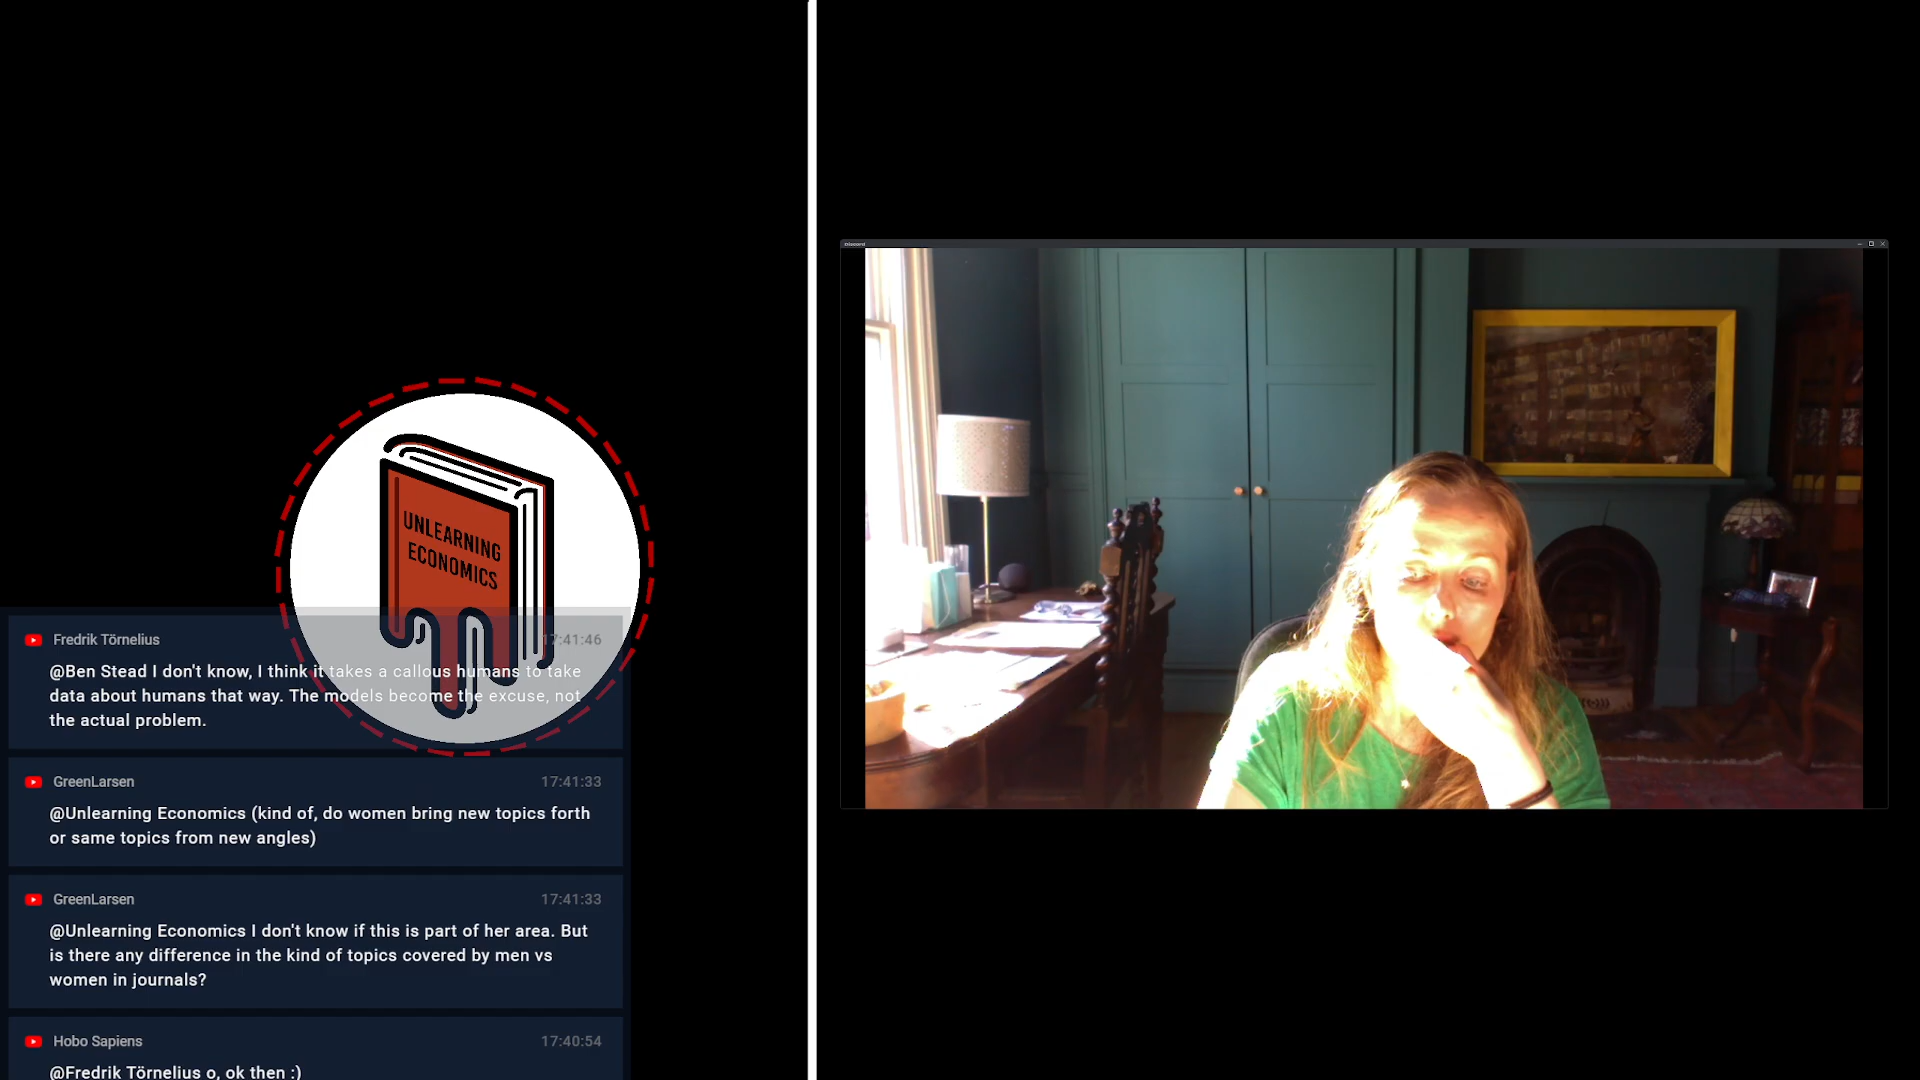 UNLEARNING
ECONOMICS
Fredrik Törnelius 17:41:46
@Ben Stead I don't know, I think it takes a callous humans to take
data about humans that way. The models become the excuse, not
the actual problem.
GreenLarsen 17:41:33
@Unlearning Economics (kind of, do women bring new topics forth
or same topics from new angles)
GreenLarsen 17:41:33
@Unlearning Economics I don't know if this is part of her area. But
is there any difference in the kind of topics covered by men vs
women in journals?
Hobo Sapiens 17:40:54
@Fredrik Törnelius o, ok then :)